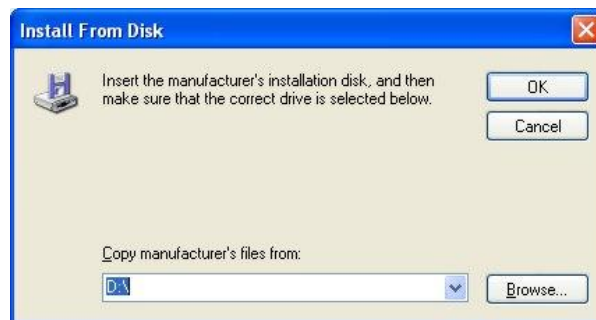 Install From Disk
Insert the manufacturer's installation disk, and then
make sure that the correct drive is selected below.
OK
Cancel
Copy manufacturer's files from:
D:\
Browse...